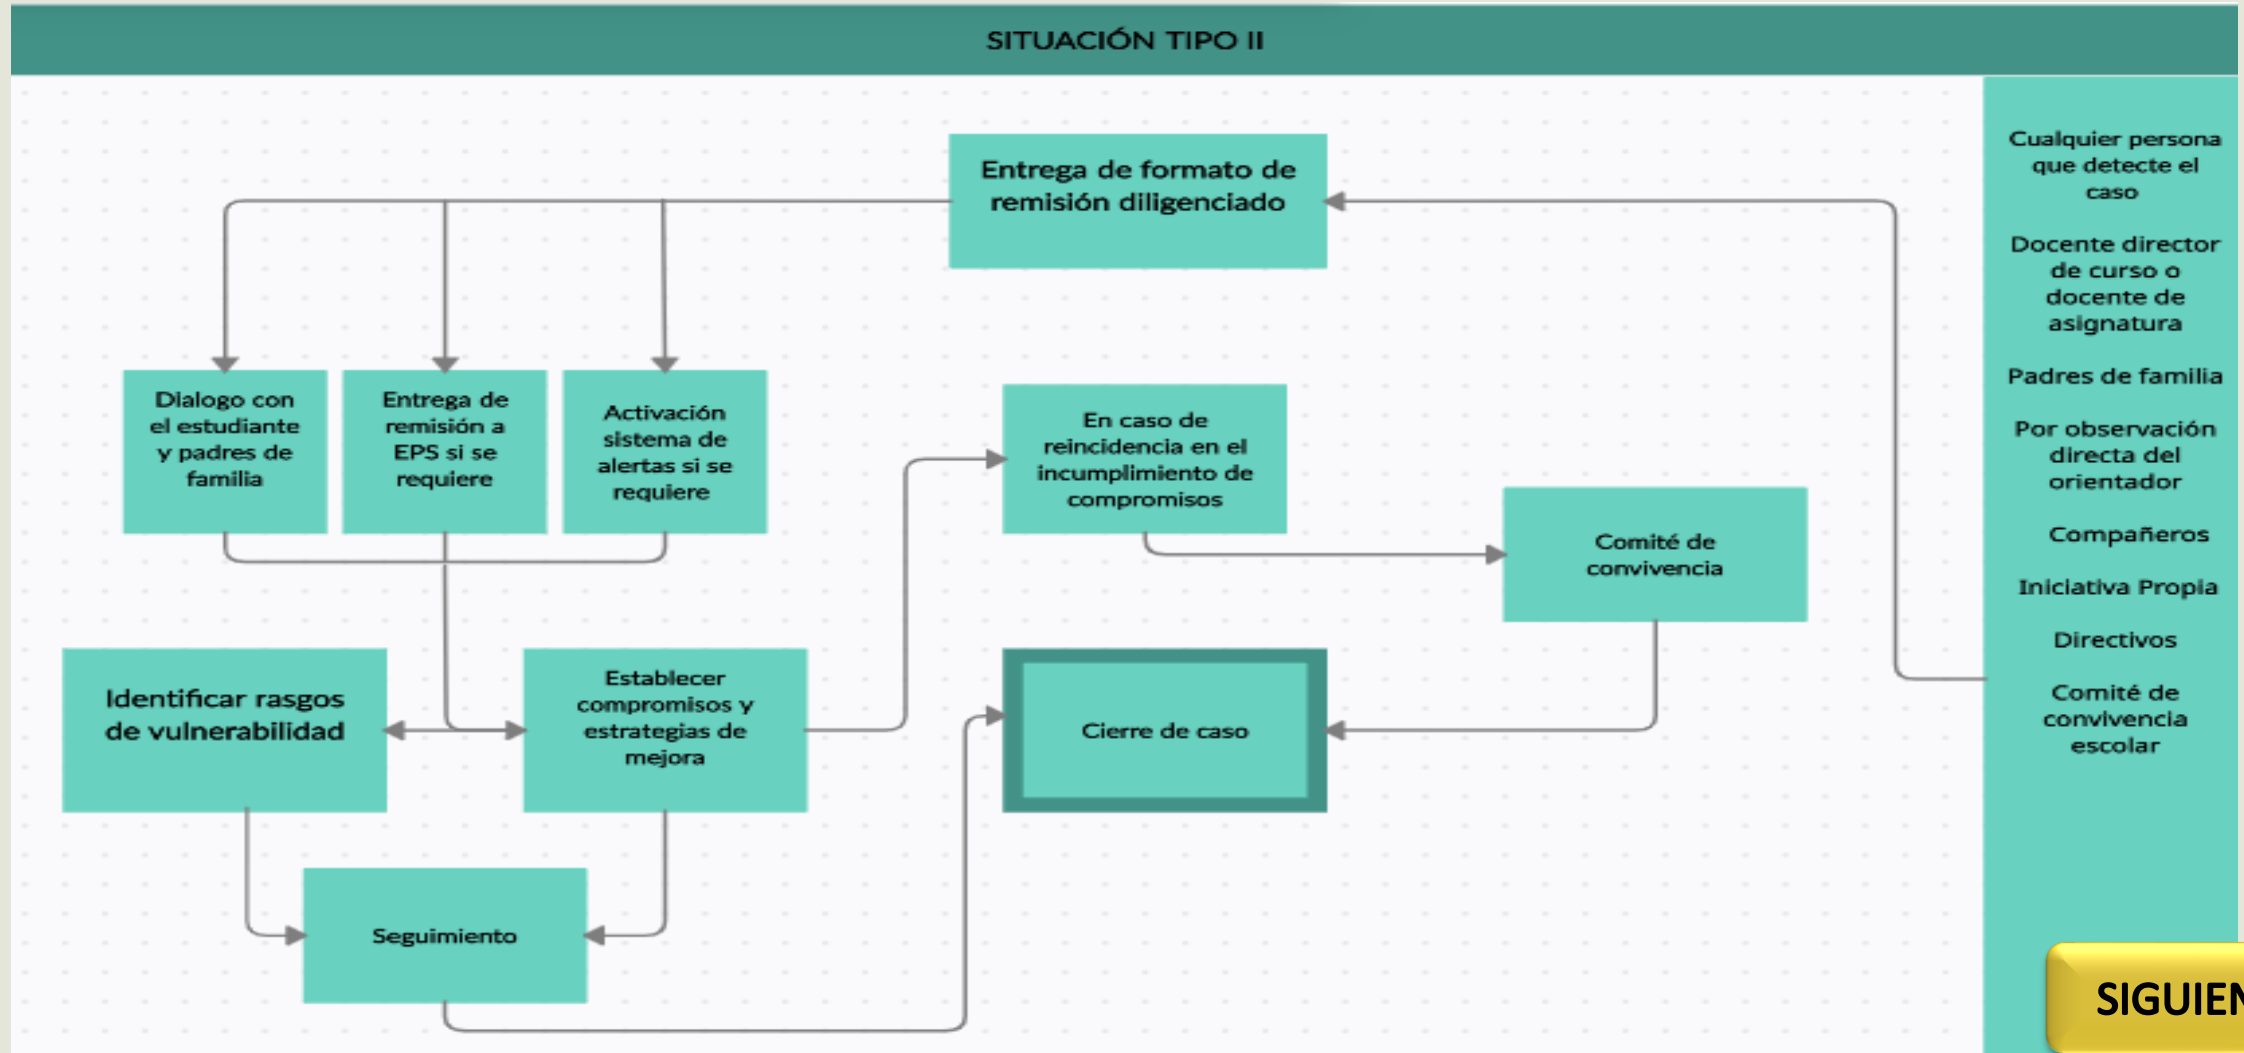 SITUACIÓN TIPO II
Entrega de formato de
remisión diligenciado
Dialogo con
el estudiante
y padres de
familia
Entrega de
remisión a
EPS si se
requiere
Activación
sistema de
alertas si se
requiere
En caso de
reincidencia en el
incumplimiento de
compromisos
Comité de
convivencia
Identificar rasgos
de vulnerabilidad
Establecer
compromisos y
estrategias de
mejora
Cierre de caso
Seguimiento
Cualquier persona
que detecte el
caso
Docente director
de curso o
docente de
asignatura
Padres de familia
Por observación
directa del
orientador
Compañeros
Iniciativa Propia
Directivos
Comité de
convivencia
escolar